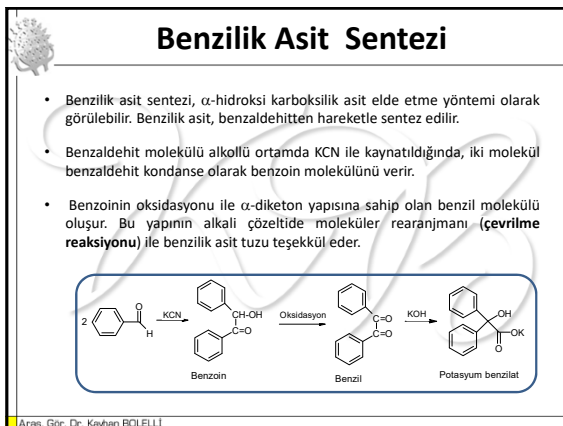 Benzilik Asit Sentezi
• Benzilik asit sentezi, α-hidroksi karboksilik asit elde etme yöntemi olarak
görülebilir. Benzilik asit, benzaldehitten hareketle sentez edilir.
• Benzaldehit molekülü alkollü ortamda KCN ile kaynatıldığında, iki molekül
benzaldehit kondanse olarak benzoin molekülünü verir.
• Benzoinin oksidasyonu ile α-diketon yapısına sahip olan benzil molekülü
oluşur. Bu yapının alkali çözeltide moleküler rearanjmanı (çevrilme
reaksiyonu) ile benzilik asit tuzu teşekkül eder.
2
O
H
KCN
CH-OH
C=O
Benzoin
Oksidasyon
C=O
C=O
Benzil
KOH
OH
OK
O
Potasyum benzilat
Araş. Gör. Dr. Kayhan BOLELLİ